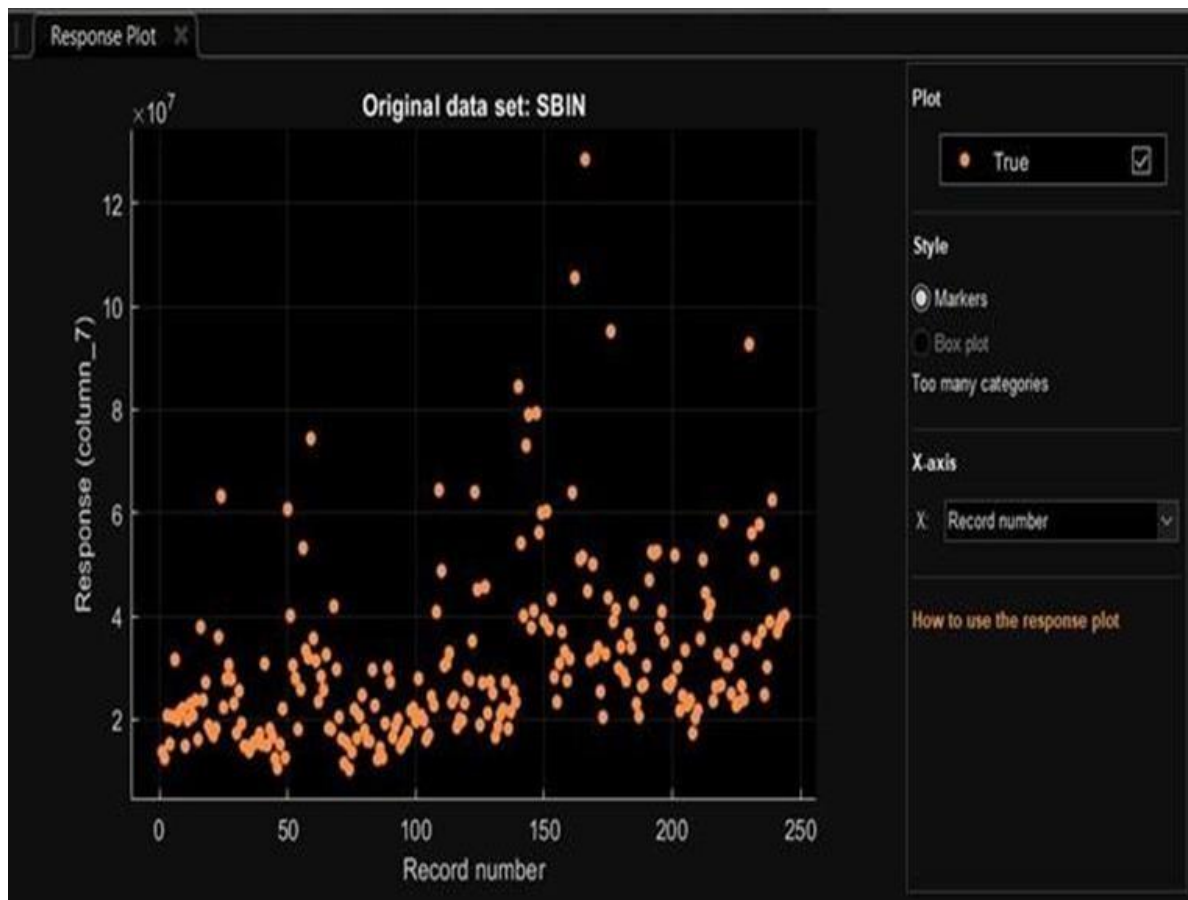 Response Plot
×10^7
Original data set: SBIN
12
10
8
6
4
2
Response (column_7)
0 50 100 150 200 250
Record number
Plot
True
Style
Markers
Box plot
Too many categories
X-axis
X: Record number
How to use the response plot